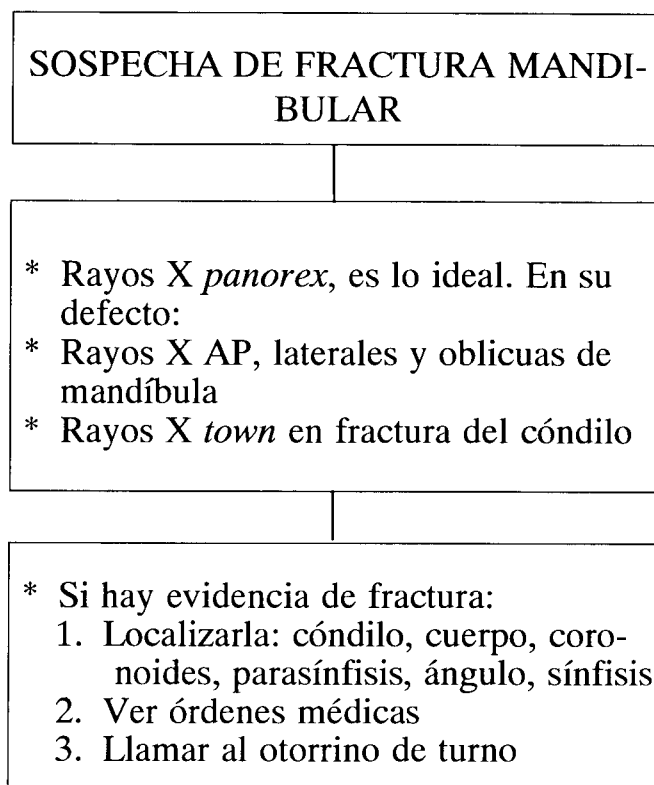 SOSPECHA DE FRACTURA MANDI-
BULAR
* Rayos X panorex, es lo ideal. En su
defecto:
* Rayos X AP, laterales y oblicuas de
mandíbula
* Rayos X town en fractura del cóndilo
* Si hay evidencia de fractura:
1. Localizarla: cóndilo, cuerpo, coro-
noides, parasínfisis, ángulo, sínfisis
2. Ver órdenes médicas
3. Llamar al otorrino de turno